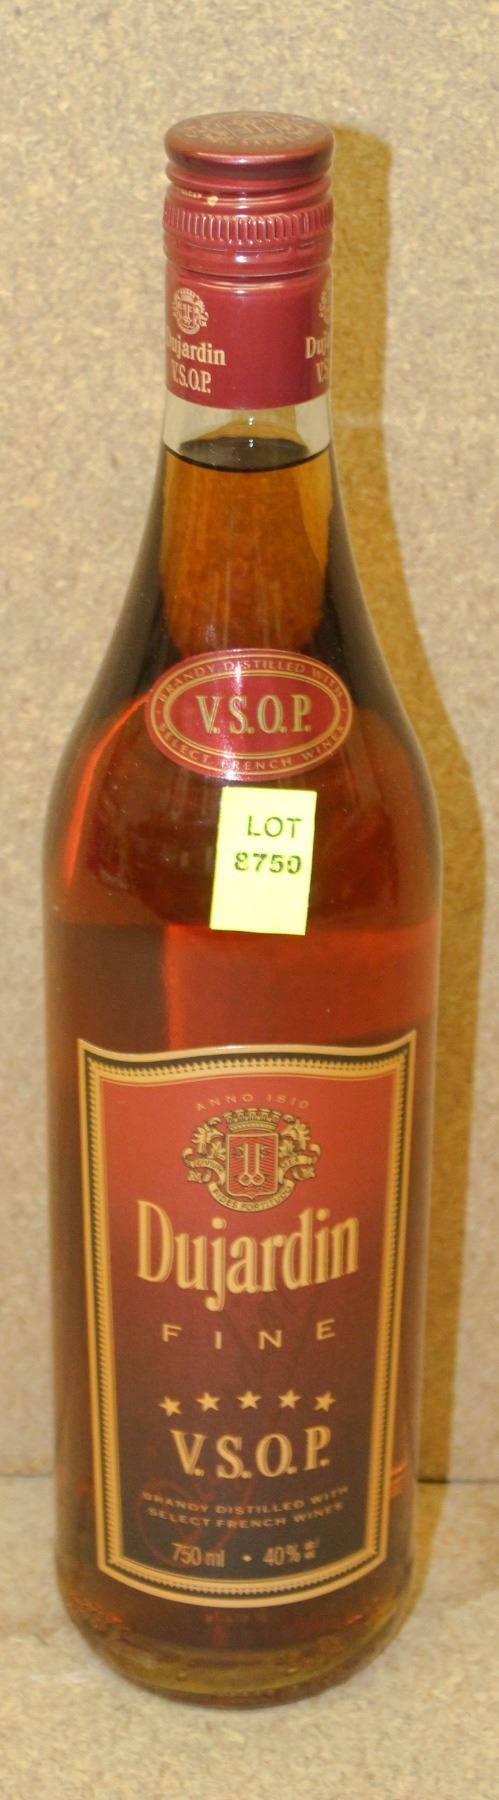 Dujardin
V.S.O.P.
BRANDY DISTILLED WITH
V.S.O.P.
SELECT FRENCH WINES
LOT
8750
ANNO 1810
Dujardin
FINE
V.S.O.P.
BRANDY DISTILLED WITH
SELECT FRENCH WINES
750 ml • 40%